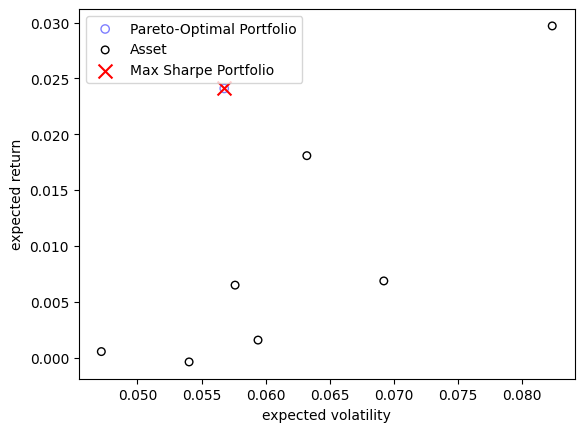 Pareto-Optimal Portfolio
Asset
Max Sharpe Portfolio
0.030
0.025
0.020
0.015
0.010
0.005
0.000
expected return
0.050 0.055 0.060 0.065 0.070 0.075 0.080
expected volatility